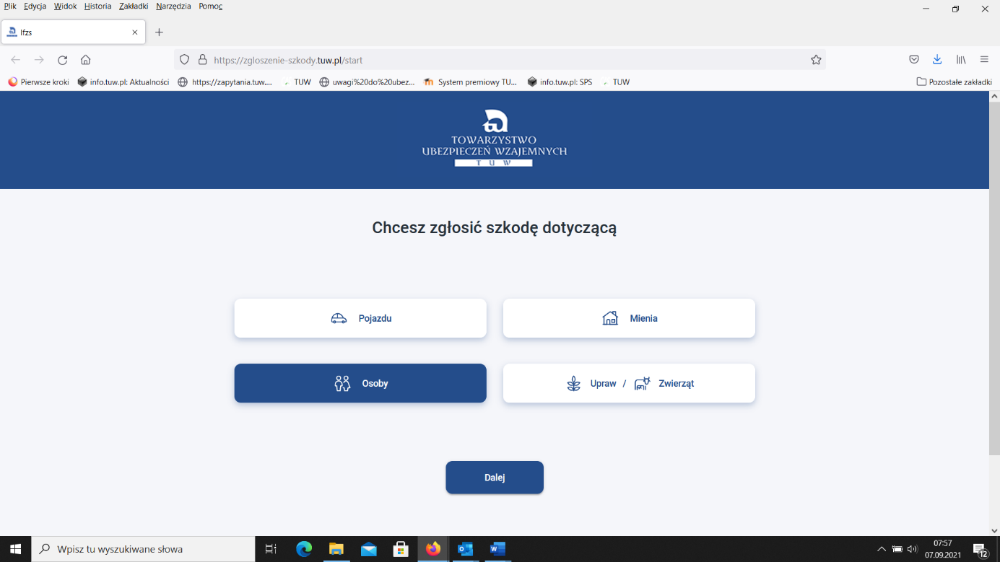 Plik Edycja Widok Historia Zakładki Narzędzia Pomoc
lfzs
https://zgloszenie-szkody.tuw.pl/start
Pierwsze kroki info.tuw.pl: Aktualności https://zapytania.tuw.... TUW uwagi%20do%20ubez... System premiowy TU... info.tuw.pl: SPS TUW Pozostałe zakładki
TOWARZYSTWO
UBEZPIECZEŃ WZAJEMNYCH
T U W
Chcesz zgłosić szkodę dotyczącą
Pojazdu Mienia
Osoby Upraw / Zwierząt
Dalej
Wpisz tu wyszukiwane słowa
07:57
07.09.2021
12